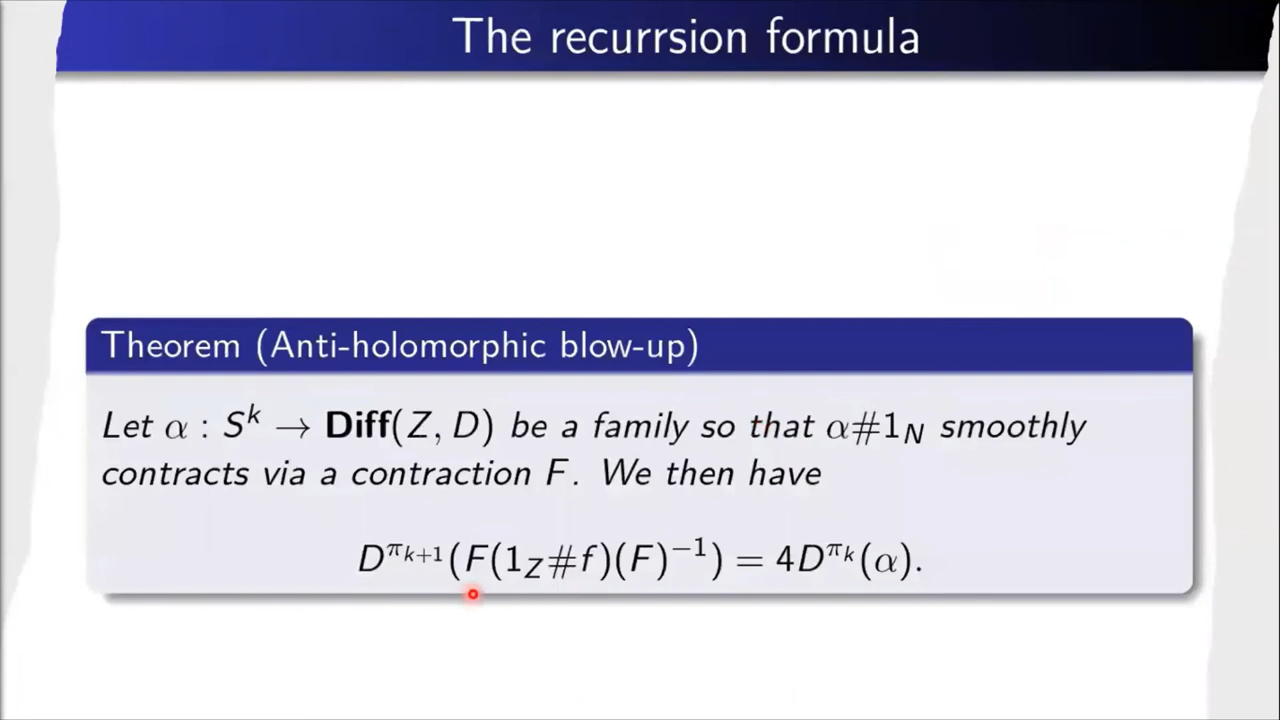 The recurrsion formula
Theorem (Anti-holomorphic blow-up)
Let α : S^k → Diff(Z, D) be a family so that α#1_N smoothly
contracts via a contraction F. We then have
D^{π_{k+1}}(F(1_Z#f)(F)^{−1}) = 4D^{π_k}(α).